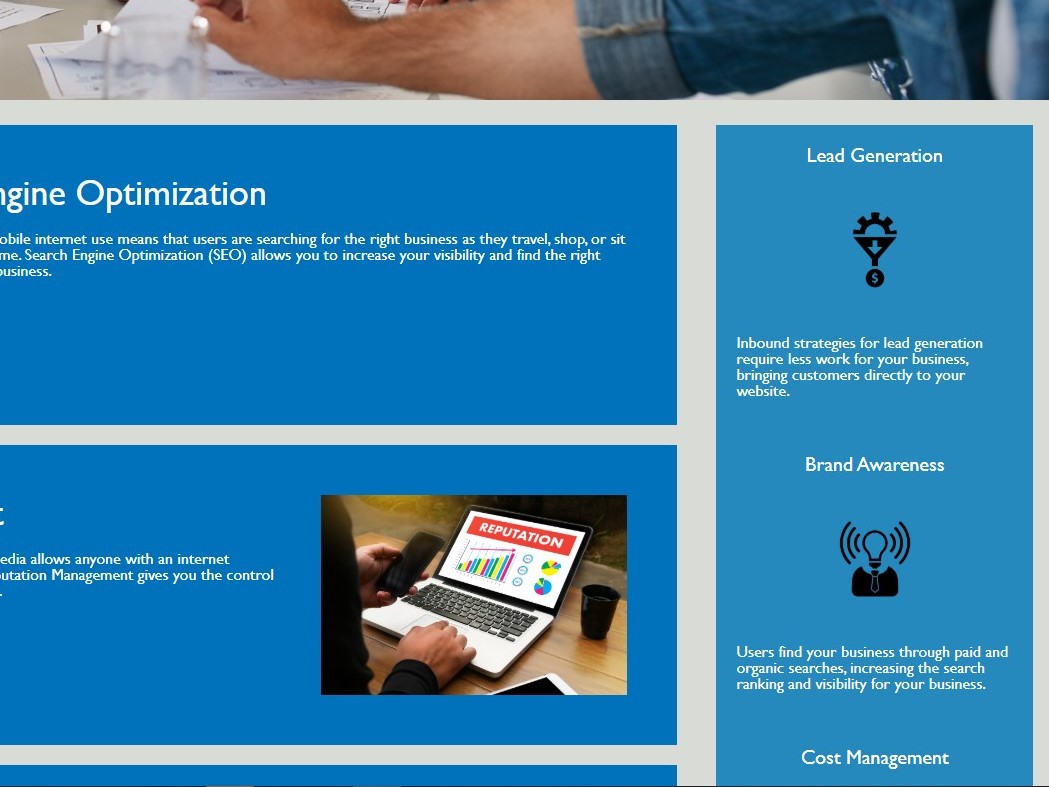 ngine Optimization
obile internet use means that users are searching for the right business as they travel, shop, or sit
me. Search Engine Optimization (SEO) allows you to increase your visibility and find the right
business.
t
edia allows anyone with an internet
putation Management gives you the control
.
REPUTATION
Lead Generation
$
Inbound strategies for lead generation
require less work for your business,
bringing customers directly to your
website.
Brand Awareness
Users find your business through paid and
organic searches, increasing the search
ranking and visibility for your business.
Cost Management